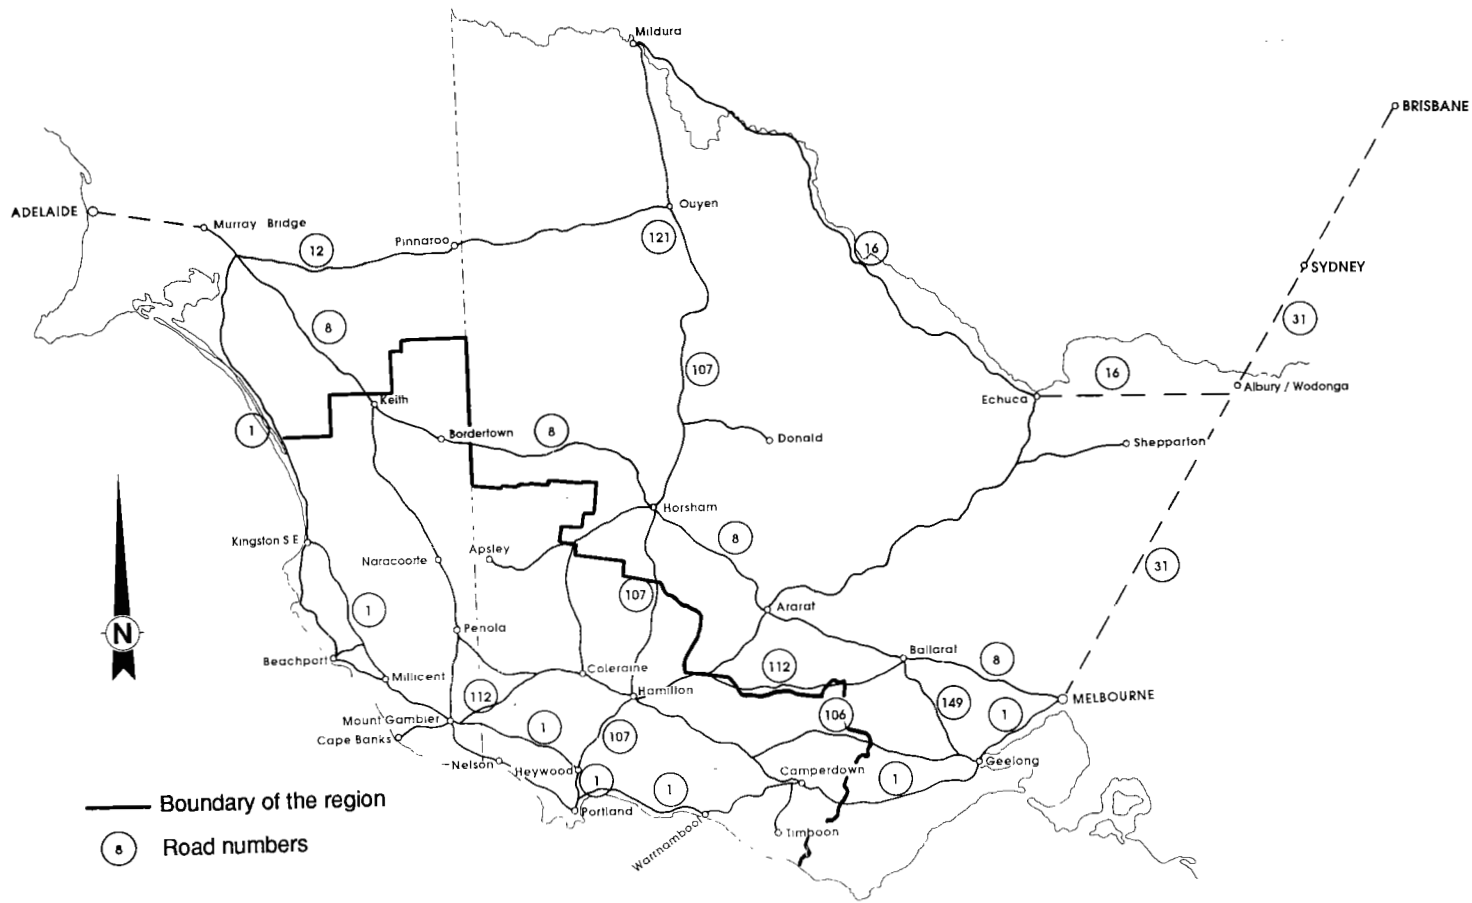 Mildura
BRISBANE
ADELAIDE
Murray Bridge
Ouyen
12
Pinnaroo
121
16
SYDNEY
31
8
107
16
Albury / Wodonga
Keith
Echuca
1
Bordertown
8
Donald
Shepparton
Horsham
Kingston S E
8
Naracoorte
Apsley
31
107
1
Ararat
N
Penola
Ballarat
8
Beachport
Coleraine
112
Millicent
Hamilton
112
MELBOURNE
149
106
1
Mount Gambier
1
107
Cape Banks
Nelson
Heywood
1
1
Camperdown
1
Geelong
Portland
Timboon
Warrnambool
Boundary of the region
8
Road numbers